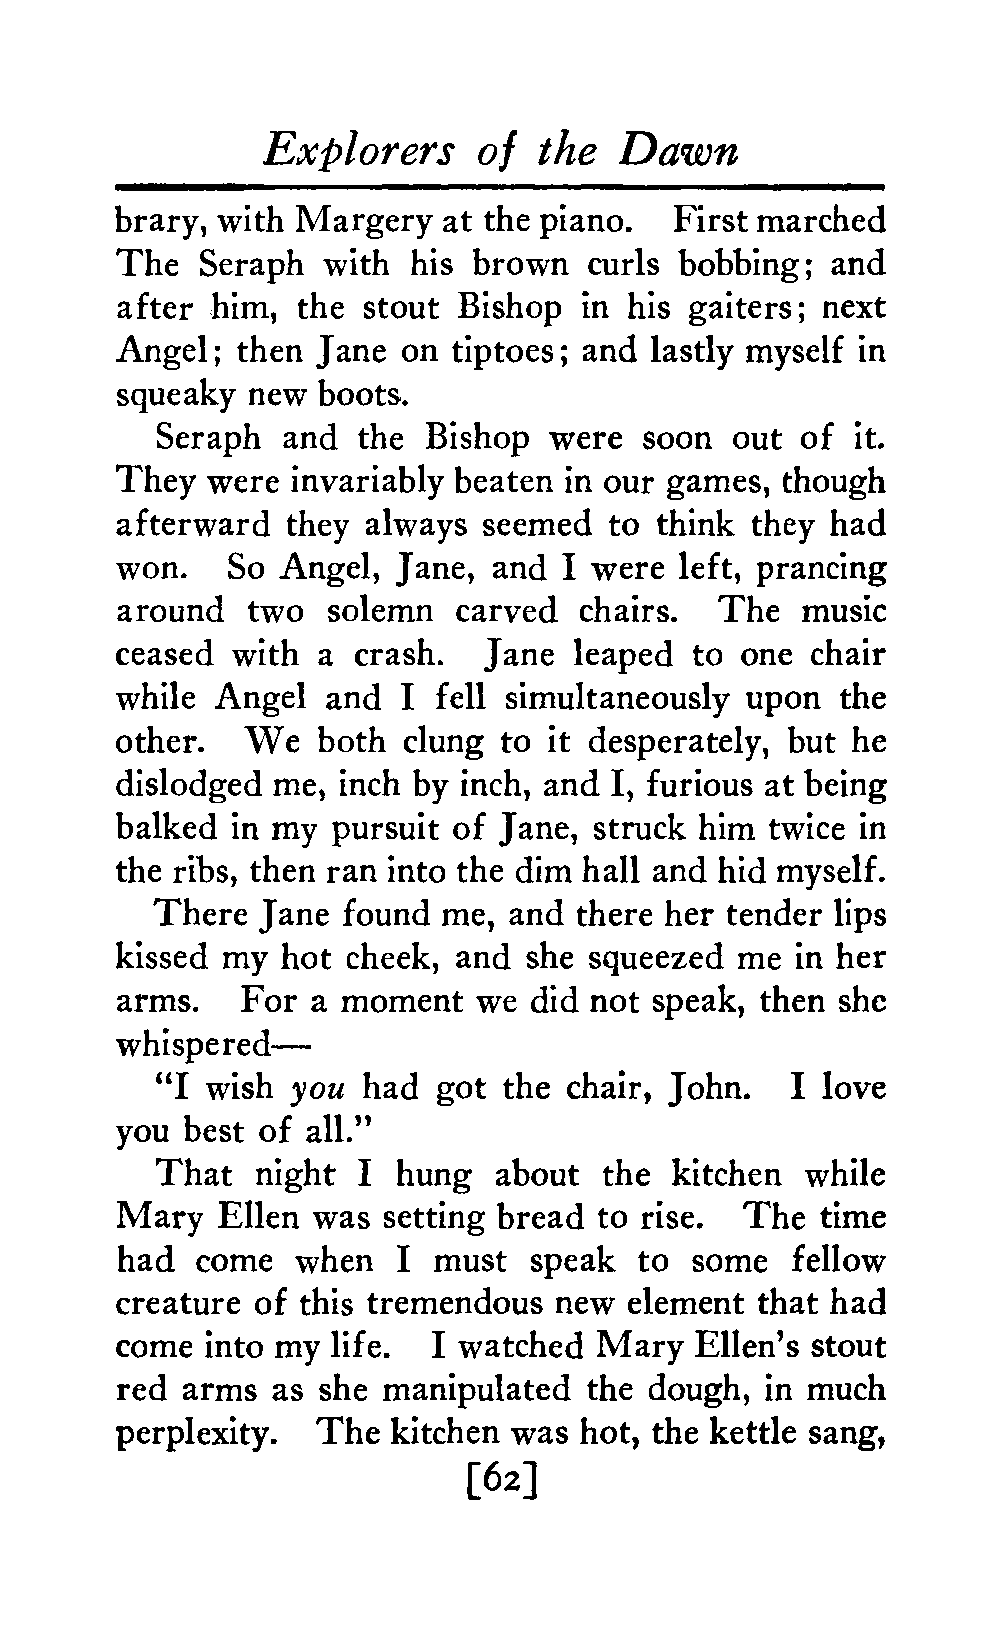 Explorers of the Dawn
brary, with Margery at the piano. First marched
The Seraph with his brown curls bobbing; and
after him, the stout Bishop in his gaiters; next
Angel; then Jane on tiptoes; and lastly myself in
squeaky new boots.
Seraph and the Bishop were soon out of it.
They were invariably beaten in our games, though
afterward they always seemed to think they had
won. So Angel, Jane, and I were left, prancing
around two solemn carved chairs. The music
ceased with a crash. Jane leaped to one chair
while Angel and I fell simultaneously upon the
other. We both clung to it desperately, but he
dislodged me, inch by inch, and I, furious at being
balked in my pursuit of Jane, struck him twice in
the ribs, then ran into the dim hall and hid myself.
There Jane found me, and there her tender lips
kissed my hot cheek, and she squeezed me in her
arms. For a moment we did not speak, then she
whispered—
"I wish you had got the chair, John. I love
you best of all."
That night I hung about the kitchen while
Mary Ellen was setting bread to rise. The time
had come when I must speak to some fellow
creature of this tremendous new element that had
come into my life. I watched Mary Ellen's stout
red arms as she manipulated the dough, in much
perplexity. The kitchen was hot, the kettle sang,
[62]